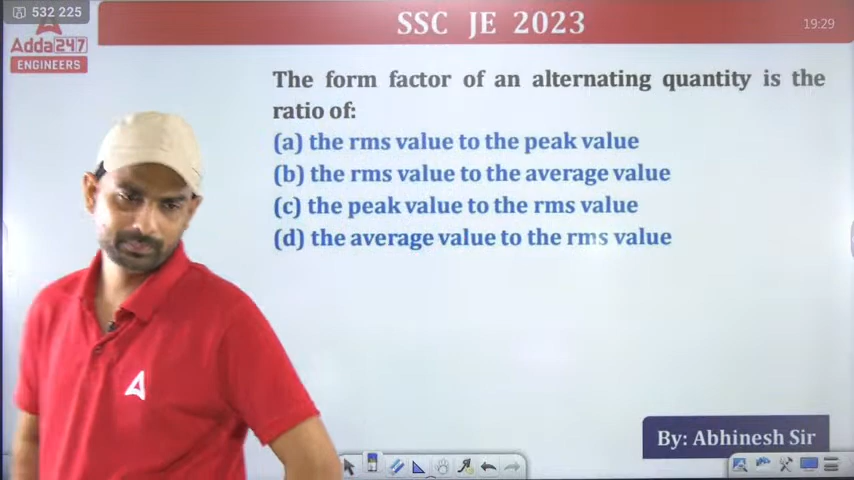 532 225
Adda247
ENGINEERS
SSC JE 2023
19:29
The form factor of an alternating quantity is the
ratio of:
(a) the rms value to the peak value
(b) the rms value to the average value
(c) the peak value to the rms value
(d) the average value to the rms value
By: Abhinesh Sir